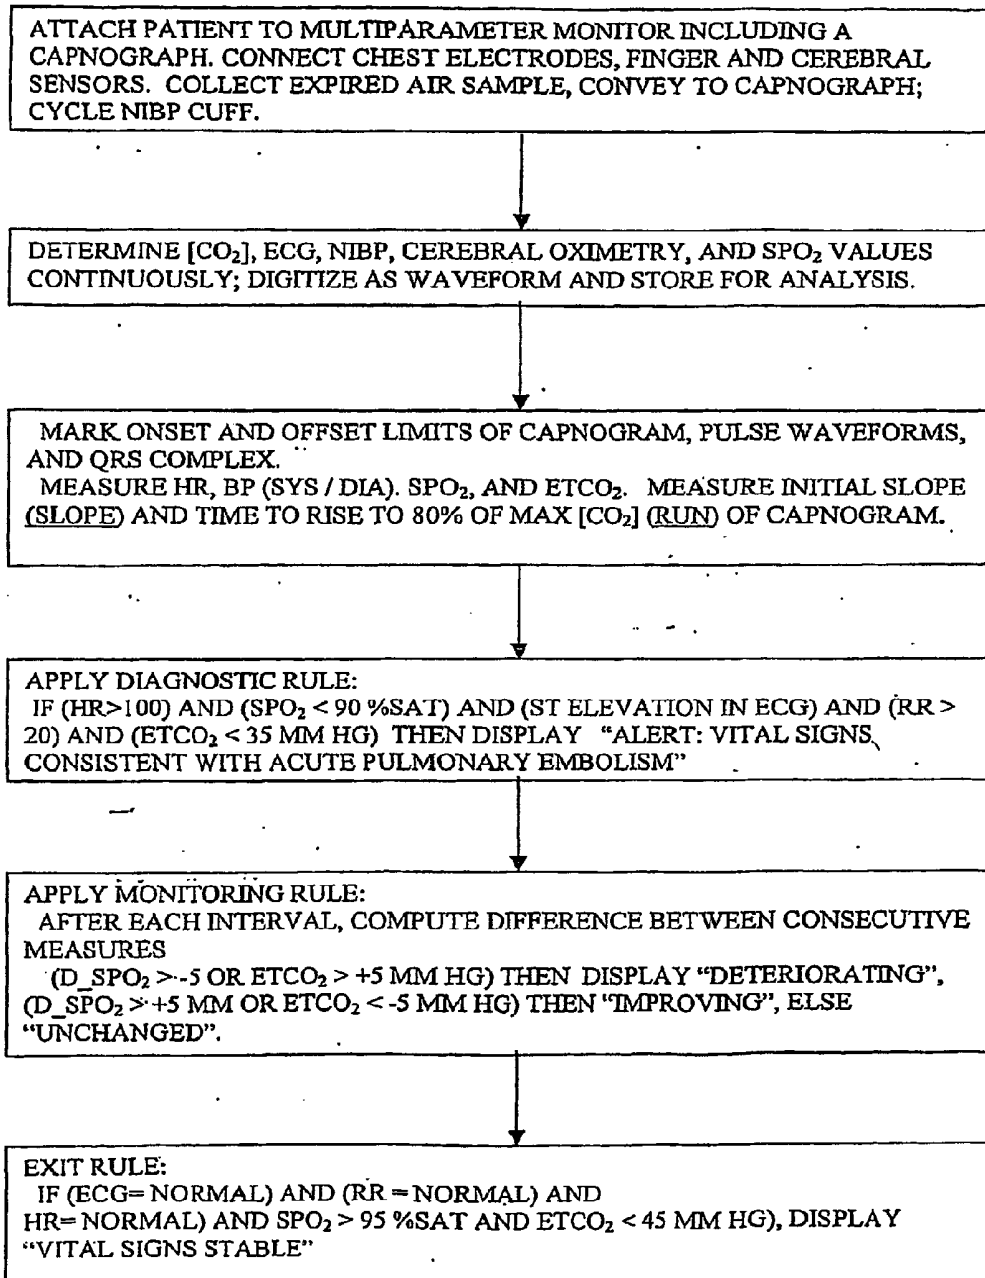 ATTACH PATIENT TO MULTIPARAMETER MONITOR INCLUDING A
CAPNOGRAPH. CONNECT CHEST ELECTRODES, FINGER AND CEREBRAL
SENSORS. COLLECT EXPIRED AIR SAMPLE, CONVEY TO CAPNOGRAPH;
CYCLE NIBP CUFF.
DETERMINE [CO₂], ECG, NIBP, CEREBRAL OXIMETRY, AND SPO₂ VALUES
CONTINUOUSLY; DIGITIZE AS WAVEFORM AND STORE FOR ANALYSIS.
MARK ONSET AND OFFSET LIMITS OF CAPNOGRAM, PULSE WAVEFORMS,
AND QRS COMPLEX.
MEASURE HR, BP (SYS / DIA). SPO₂, AND ETCO₂. MEASURE INITIAL SLOPE
(SLOPE) AND TIME TO RISE TO 80% OF MAX [CO₂] (RUN) OF CAPNOGRAM.
APPLY DIAGNOSTIC RULE:
IF (HR>100) AND (SPO₂ < 90 %SAT) AND (ST ELEVATION IN ECG) AND (RR >
20) AND (ETCO₂ < 35 MM HG) THEN DISPLAY "ALERT: VITAL SIGNS
CONSISTENT WITH ACUTE PULMONARY EMBOLISM"
APPLY MONITORING RULE:
AFTER EACH INTERVAL, COMPUTE DIFFERENCE BETWEEN CONSECUTIVE
MEASURES
(D_SPO₂ > -5 OR ETCO₂ > +5 MM HG) THEN DISPLAY "DETERIORATING",
(D_SPO₂ > +5 MM OR ETCO₂ < -5 MM HG) THEN "IMPROVING", ELSE
"UNCHANGED".
EXIT RULE:
IF (ECG= NORMAL) AND (RR = NORMAL) AND
HR= NORMAL) AND SPO₂ > 95 %SAT AND ETCO₂ < 45 MM HG), DISPLAY
"VITAL SIGNS STABLE"